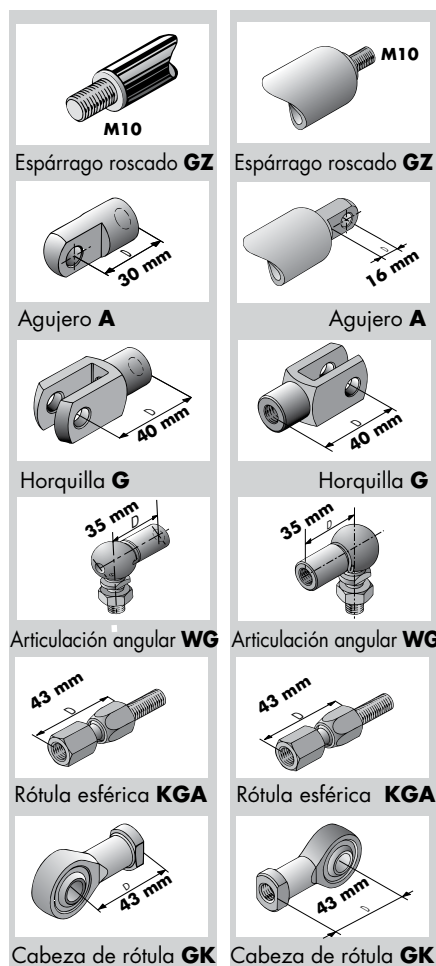 M10
M10
Espárrago roscado GZ
Espárrago roscado GZ
D
30 mm
D
16 mm
Agujero A
Agujero A
D
40 mm
D
40 mm
Horquilla G
Horquilla G
35 mm
D
35 mm
D
Articulación angular WG
Articulación angular WG
43 mm
D
43 mm
D
Rótula esférica KGA
Rótula esférica KGA
D
43 mm
43 mm
D
Cabeza de rótula GK
Cabeza de rótula GK